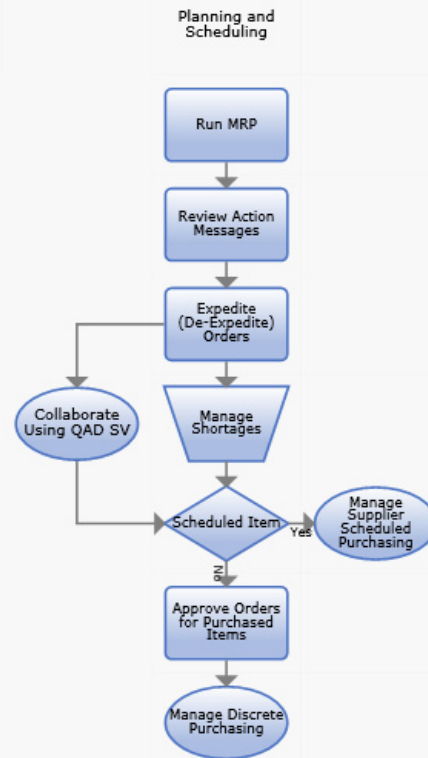 Planning and
Scheduling
Run MRP
Review Action
Messages
Expedite
(De-Expedite)
Orders
Collaborate
Using QAD SV
Manage
Shortages
Scheduled Item
Yes
Manage
Supplier
Scheduled
Purchasing
No
Approve Orders
for Purchased
Items
Manage Discrete
Purchasing